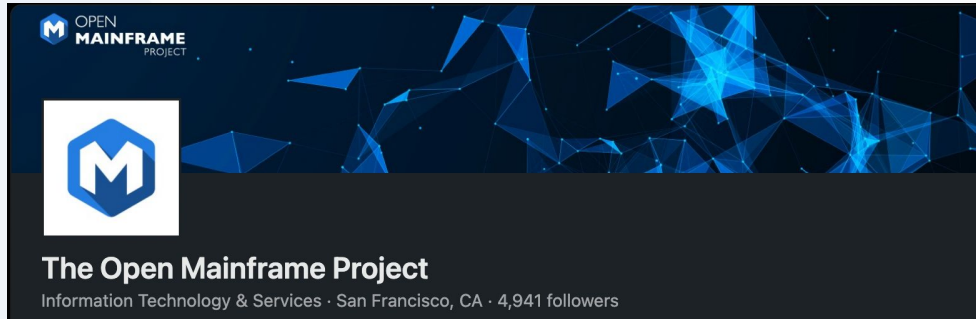 OPEN
MAINFRAME
PROJECT
M
The Open Mainframe Project
Information Technology & Services · San Francisco, CA · 4,941 followers